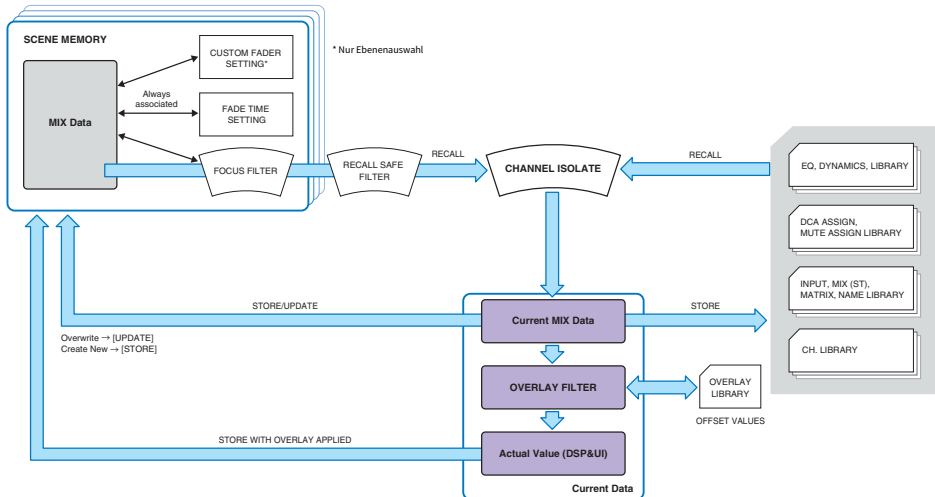 SCENE MEMORY
* Nur Ebenenauswahl
CUSTOM FADER
SETTING*
Always
associated
MIX Data
FADE TIME
SETTING
FOCUS FILTER
RECALL SAFE
FILTER
RECALL
CHANNEL ISOLATE
RECALL
EQ, DYNAMICS, LIBRARY
DCA ASSIGN,
MUTE ASSIGN LIBRARY
INPUT, MIX (ST),
MATRIX, NAME LIBRARY
CH. LIBRARY
STORE/UPDATE
Overwrite → [UPDATE]
Create New → [STORE]
Current MIX Data
STORE
OVERLAY FILTER
OVERLAY
LIBRARY
OFFSET VALUES
STORE WITH OVERLAY APPLIED
Actual Value (DSP&UI)
Current Data